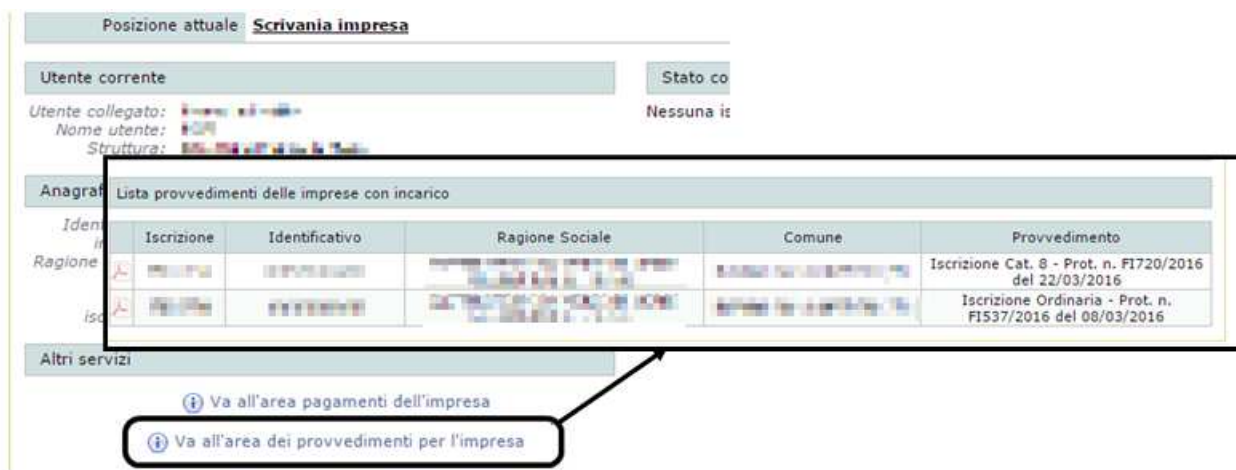 Posizione attuale Scrivania impresa
Utente corrente
Stato co
Utente collegato:
Nessuna is
Nome utente:
Struttura:
Anagraf
Lista provvedimenti delle imprese con incarico
Iden
Iscrizione Identificativo Ragione Sociale Comune Provvedimento
Ragione
Iscrizione Cat. 8 - Prot. n. FI720/2016
del 22/03/2016
isc
Iscrizione Ordinaria - Prot. n.
FI537/2016 del 08/03/2016
Altri servizi
Va all'area pagamenti dell'impresa
Va all'area dei provvedimenti per l'impresa